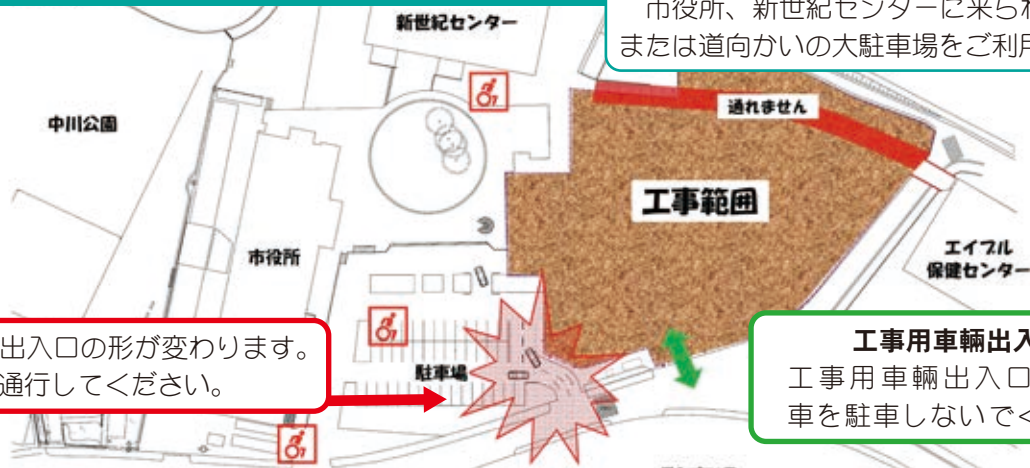 市役所、新世紀センターに来られ
または道向かいの大駐車場をご利用
新世紀センター
通れません
中川公園
工事範囲
市役所
エイブル
保健センター
出入口の形が変わります。
通行してください。
駐車場
工事用車輌出入
工事用車輌出入口
車を駐車しないで